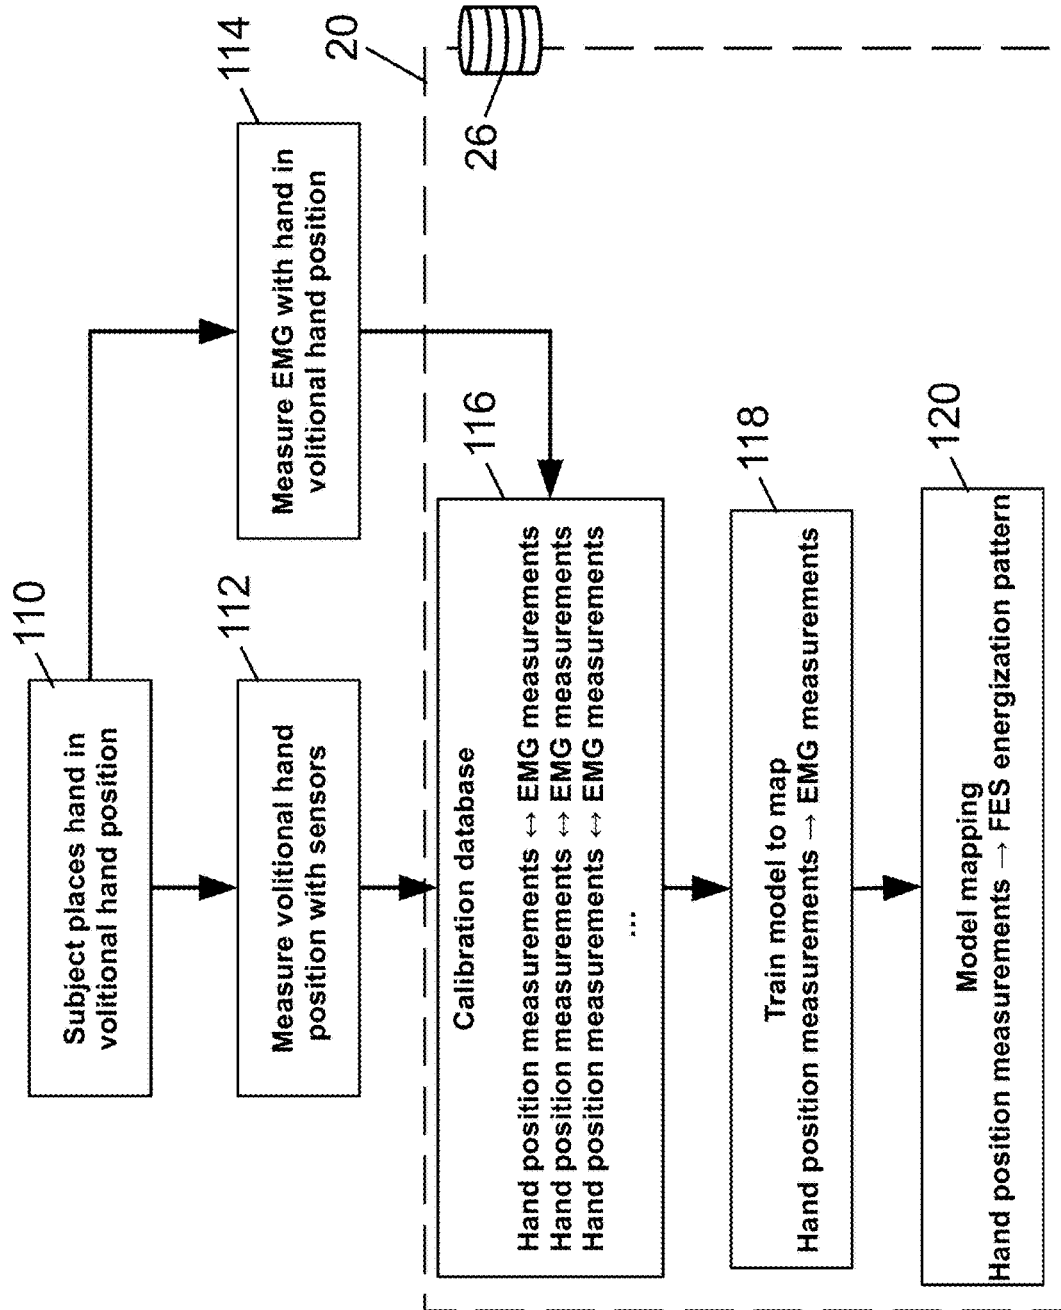 110
Subject places hand in
volitional hand position
112
Measure volitional hand
position with sensors
114
Measure EMG with hand in
volitional hand position
20
26
116
Calibration database
Hand position measurements ↔ EMG measurements
Hand position measurements ↔ EMG measurements
Hand position measurements ↔ EMG measurements
...
118
Train model to map
Hand position measurements → EMG measurements
120
Model mapping
Hand position measurements → FES energization pattern